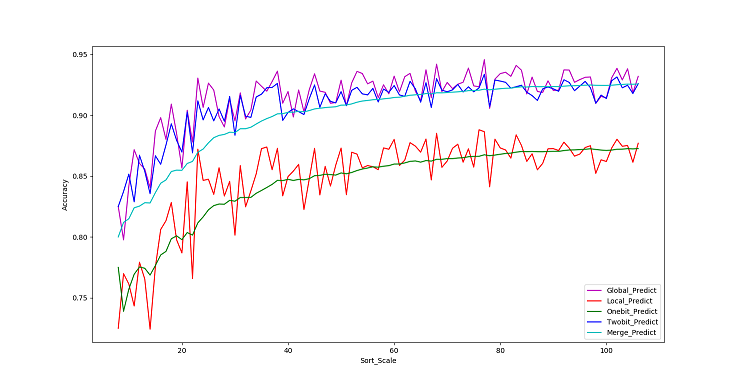 0.95
0.90
0.85
0.80
0.75
Accuracy
20 40 60 80 100
Sort_Scale
Global_Predict
Local_Predict
Onebit_Predict
Twobit_Predict
Merge_Predict